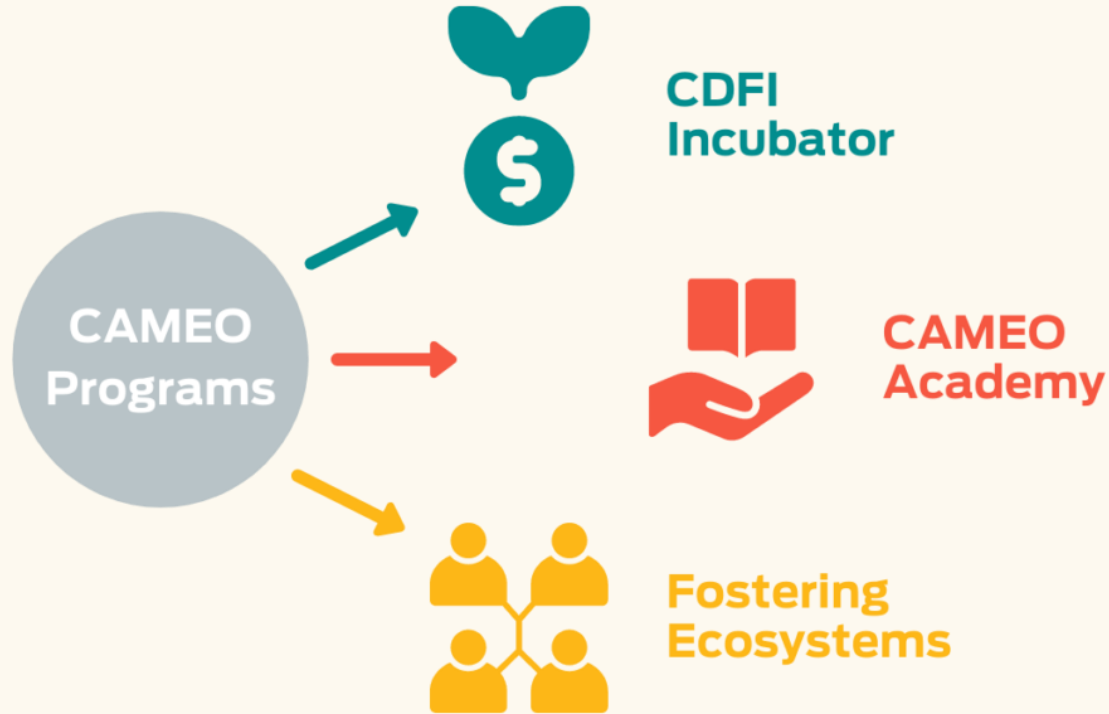 CAMEO
Programs
CDFI
Incubator
CAMEO
Academy
Fostering
Ecosystems